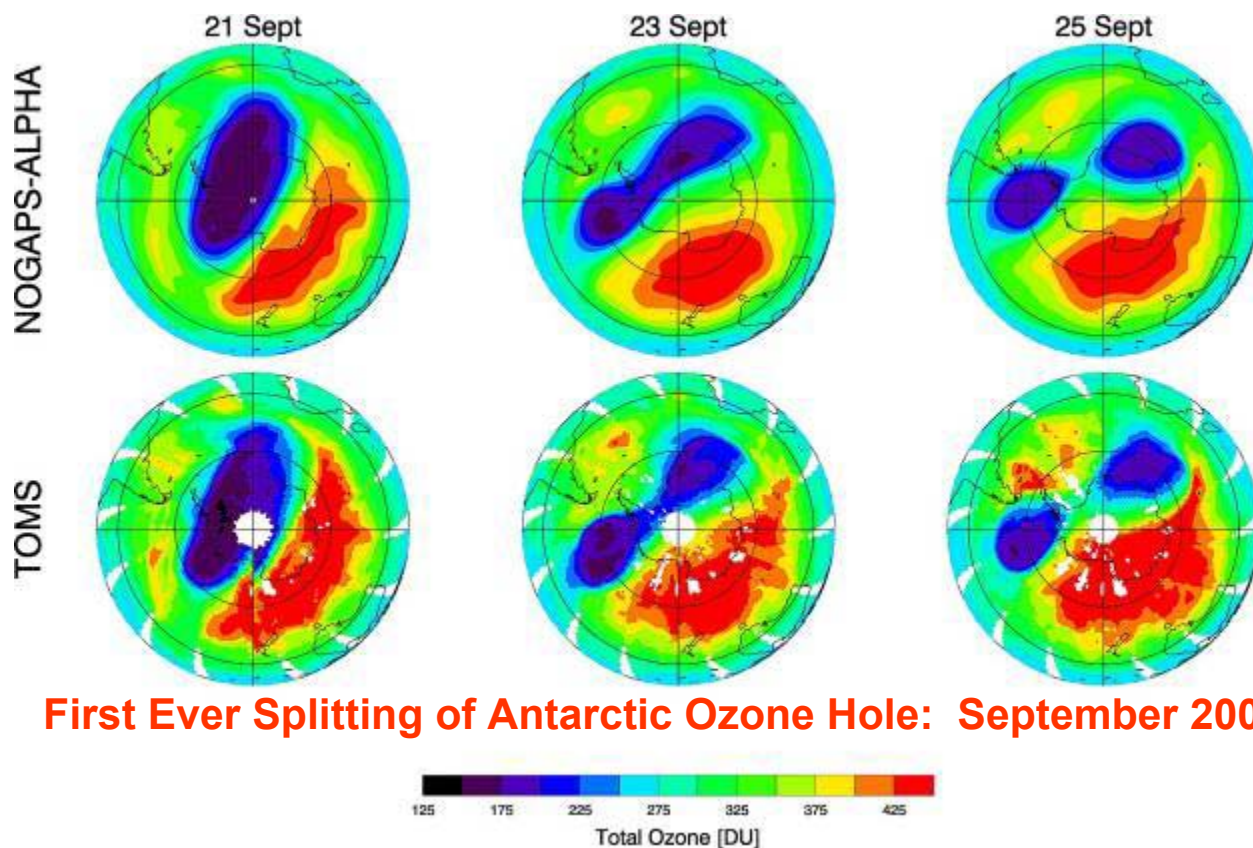 21 Sept 23 Sept 25 Sept
NOGAPS-ALPHA
TOMS
First Ever Splitting of Antarctic Ozone Hole: September 200
125 175 225 275 325 375 425
Total Ozone [DU]